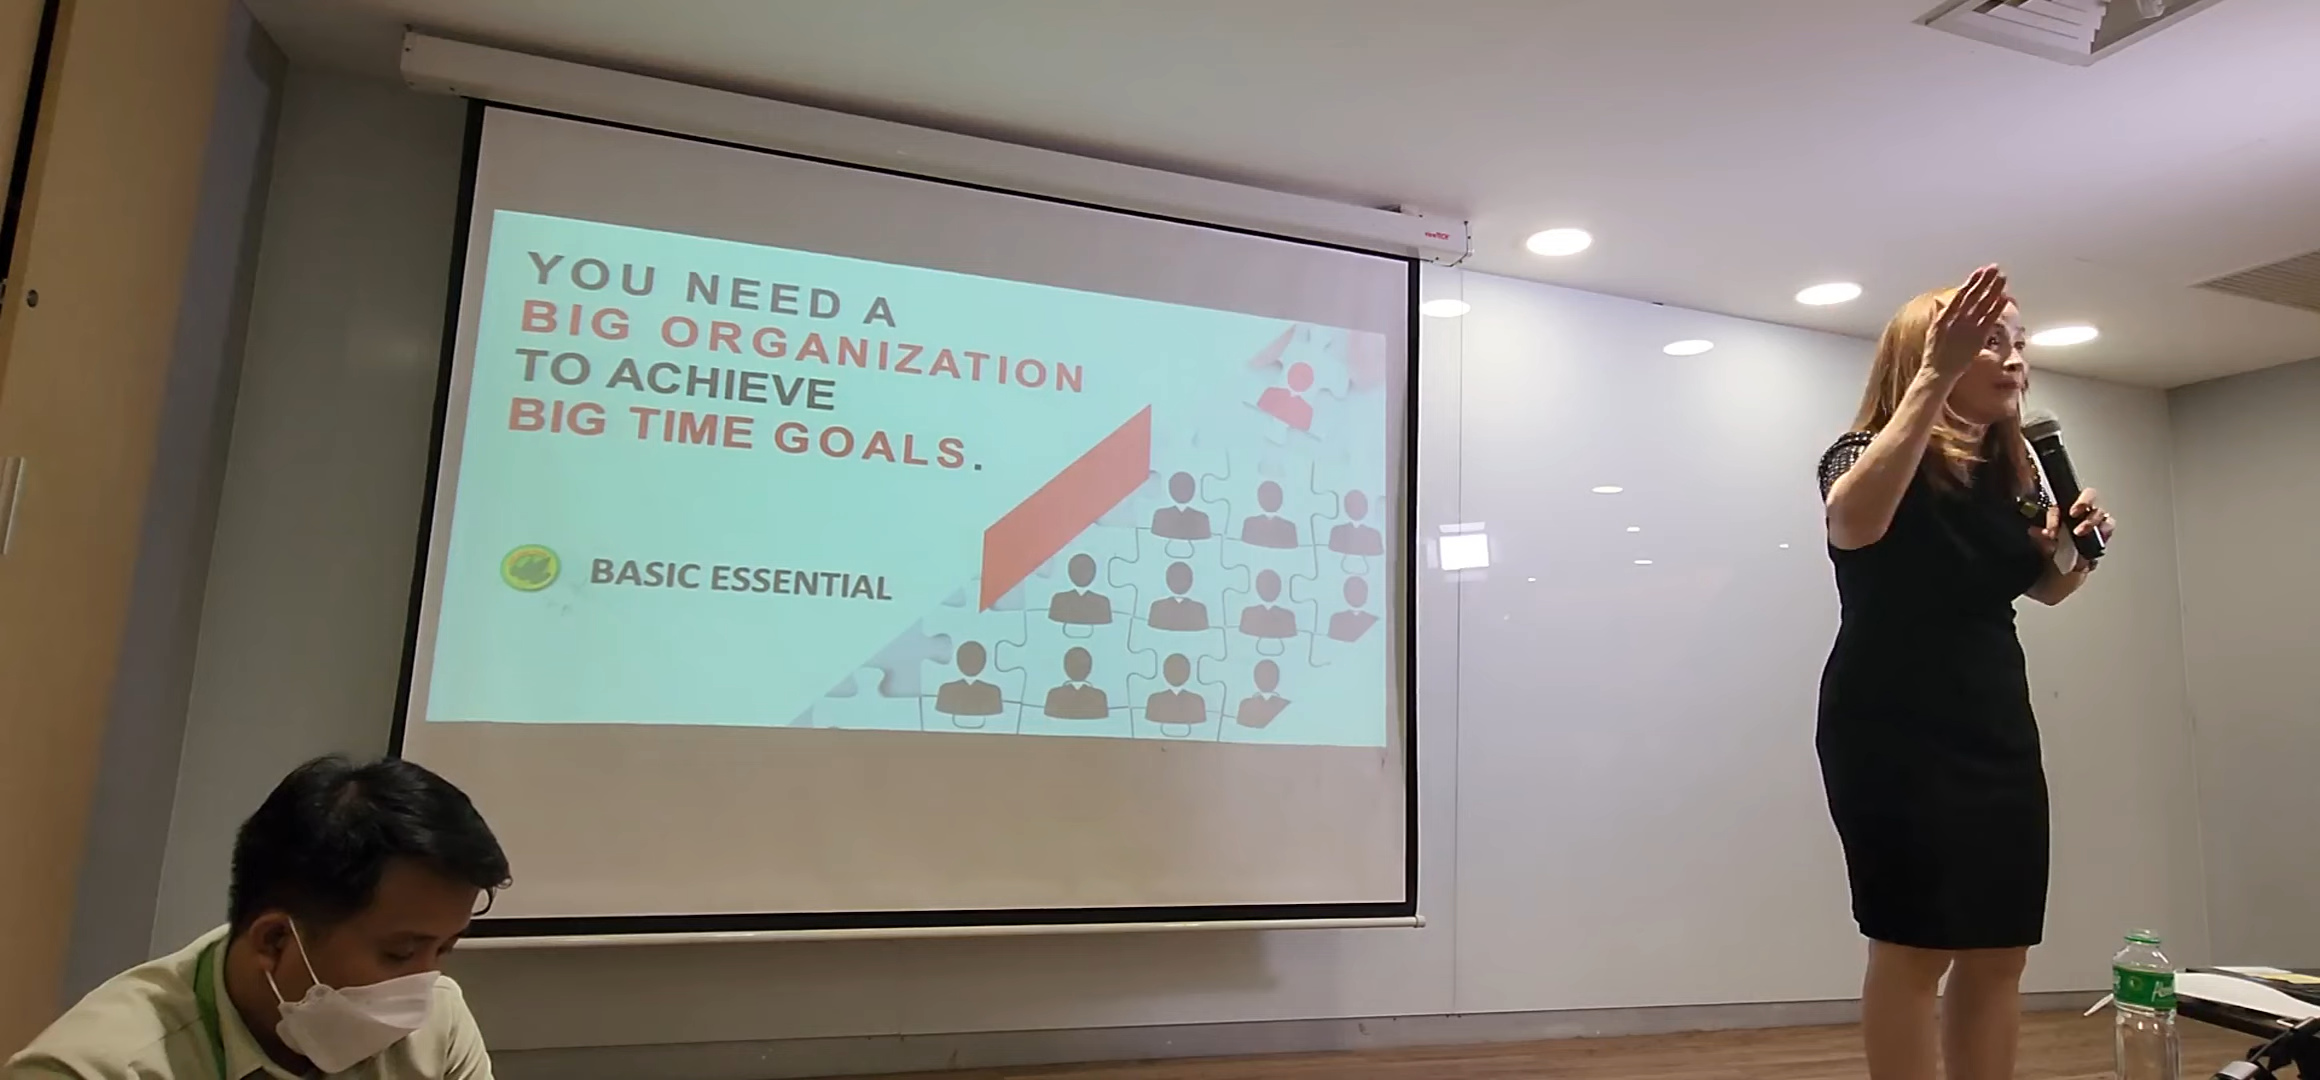 YOU NEED A
BIG ORGANIZATION
TO ACHIEVE
BIG TIME GOALS.
BASIC ESSENTIAL